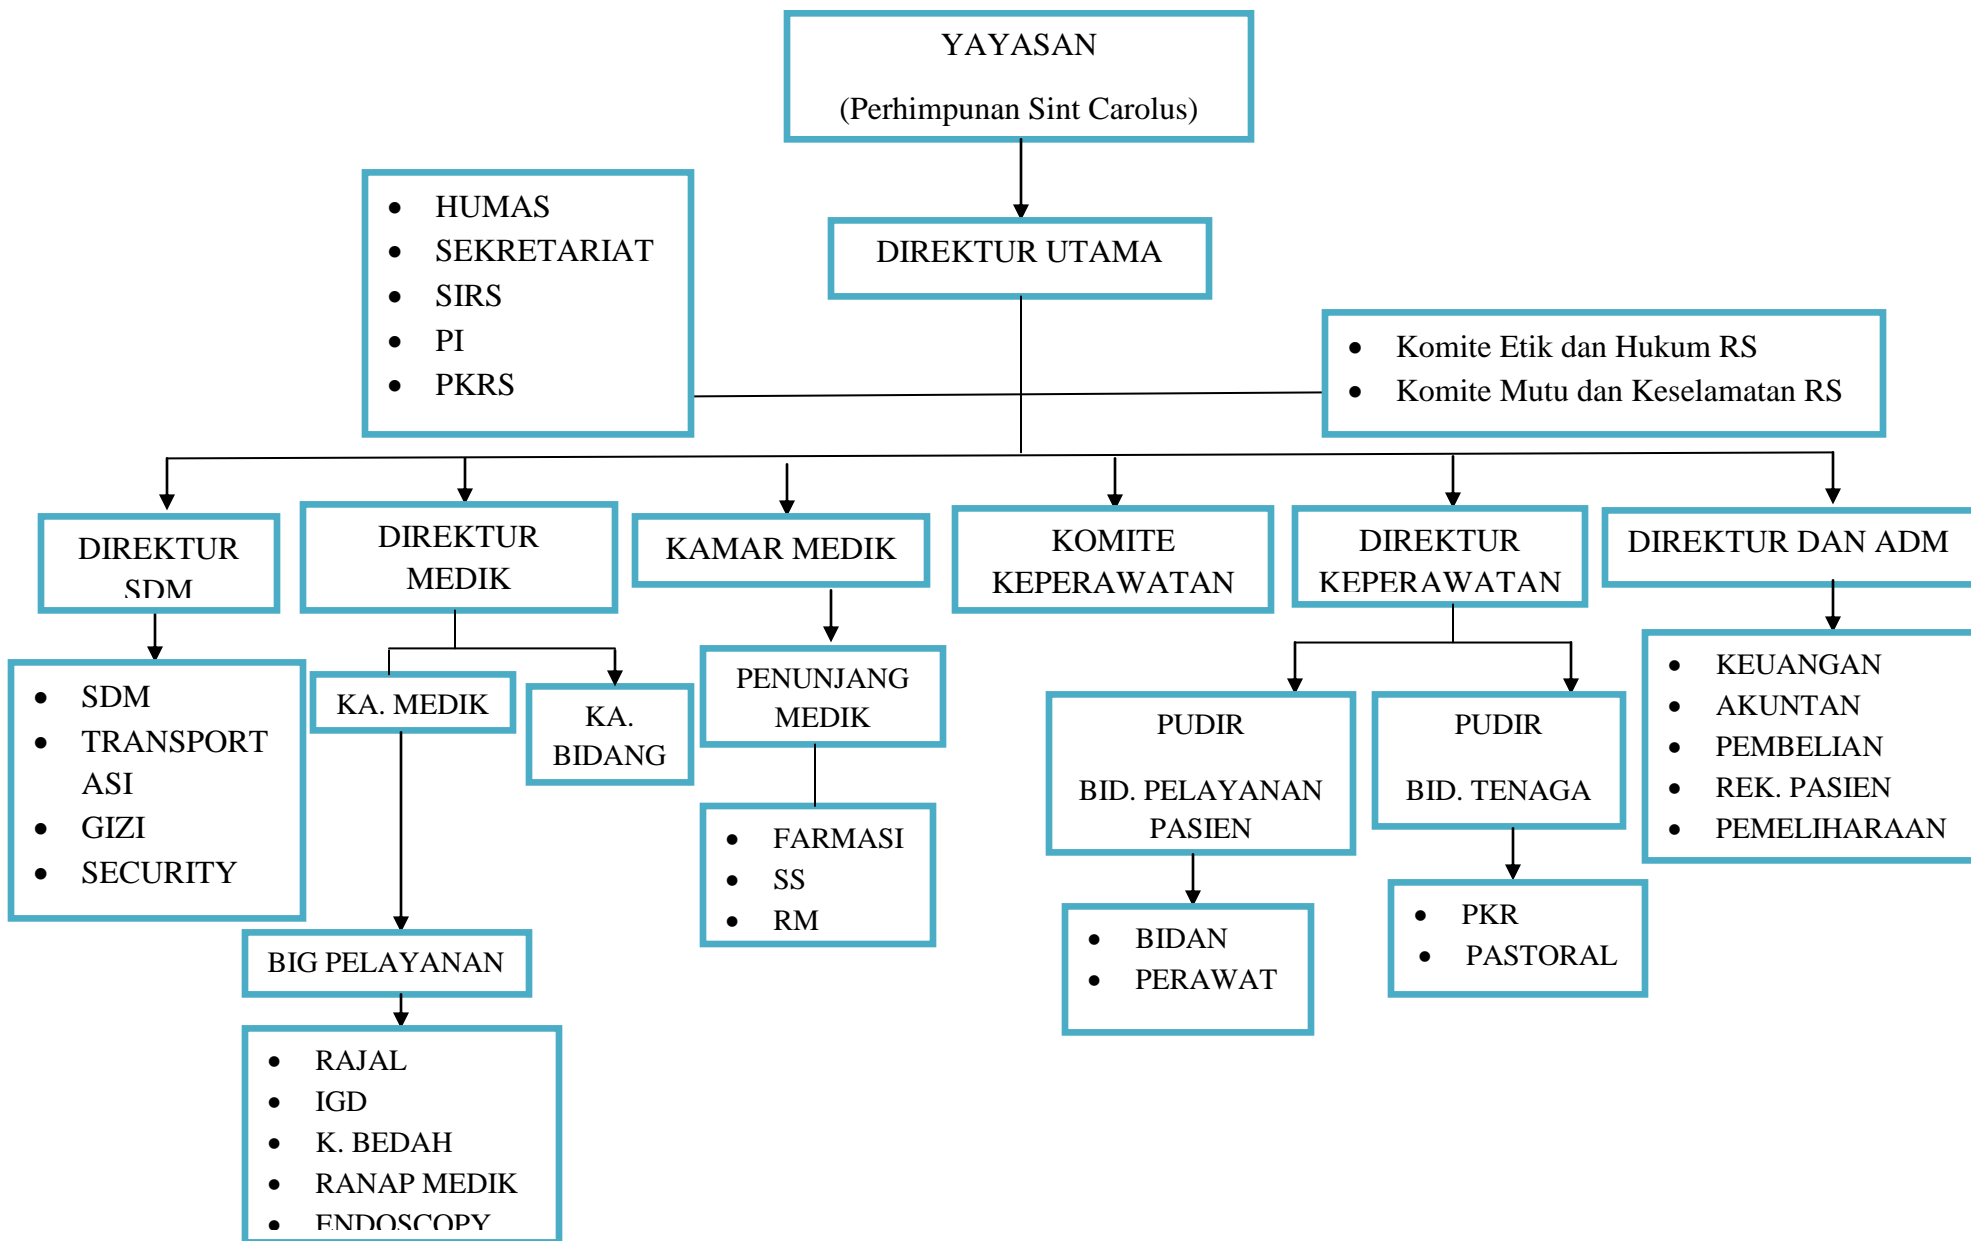 YAYASAN
(Perhimpunan Sint Carolus)
• HUMAS
• SEKRETARIAT
• SIRS
• PI
• PKRS
DIREKTUR UTAMA
• Komite Etik dan Hukum RS
• Komite Mutu dan Keselamatan RS
DIREKTUR
SDM
DIREKTUR
MEDIK
KAMAR MEDIK
KOMITE
KEPERAWATAN
DIREKTUR
KEPERAWATAN
DIREKTUR DAN ADM
• SDM
• TRANSPORT
ASI
• GIZI
• SECURITY
KA. MEDIK
KA.
BIDANG
PENUNJANG
MEDIK
PUDIR
BID. PELAYANAN
PASIEN
PUDIR
BID. TENAGA
• KEUANGAN
• AKUNTAN
• PEMBELIAN
• REK. PASIEN
• PEMELIHARAAN
• FARMASI
• SS
• RM
• BIDAN
• PERAWAT
• PKR
• PASTORAL
BIG PELAYANAN
• RAJAL
• IGD
• K. BEDAH
• RANAP MEDIK
• ENDOSCOPY